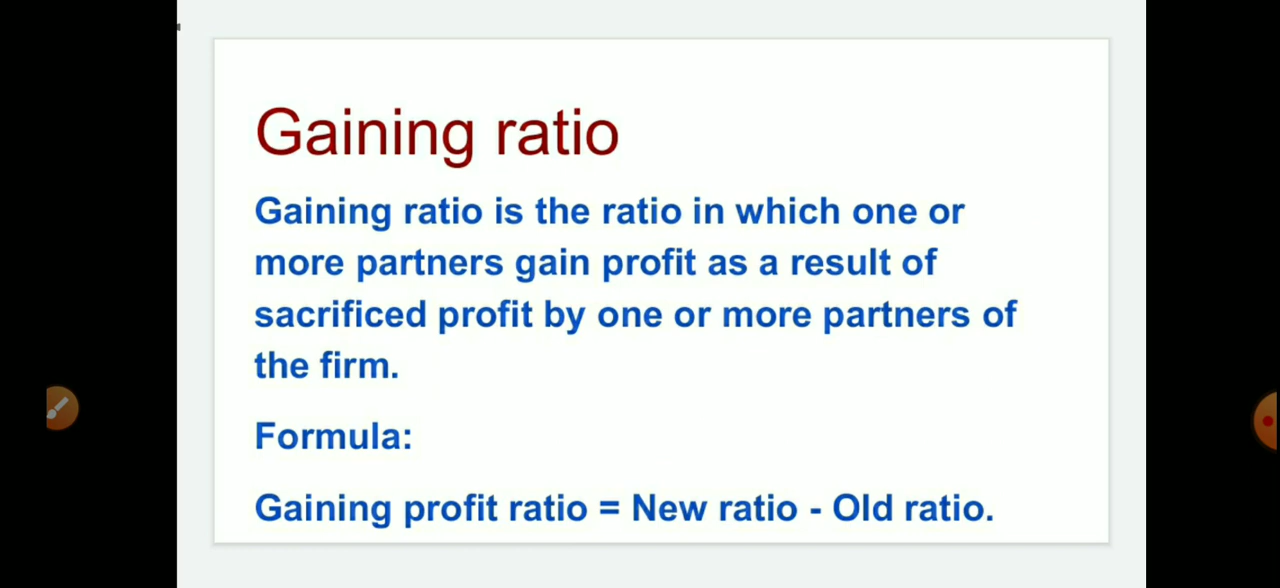 Gaining ratio
Gaining ratio is the ratio in which one or
more partners gain profit as a result of
sacrificed profit by one or more partners of
the firm.
Formula:
Gaining profit ratio = New ratio - Old ratio.